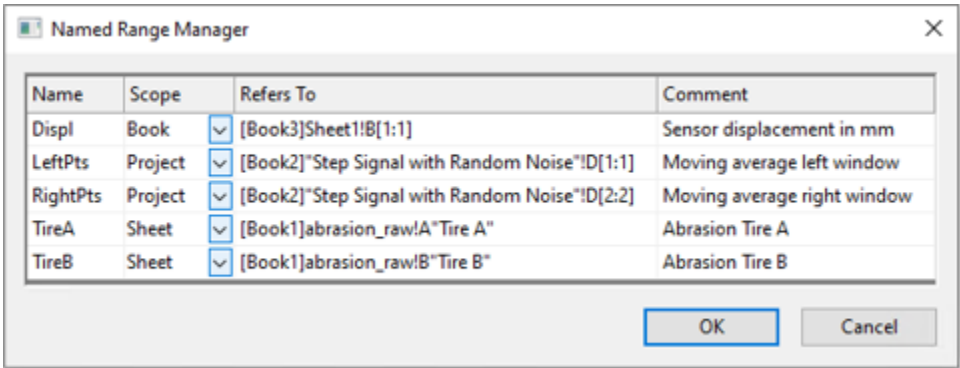 Named Range Manager
Name Scope Refers To Comment
Displ Book [Book3]Sheet1!B[1:1] Sensor displacement in mm
LeftPts Project [Book2]"Step Signal with Random Noise"!D[1:1] Moving average left window
RightPts Project [Book2]"Step Signal with Random Noise"!D[2:2] Moving average right window
TireA Sheet [Book1]abrasion_raw!A"Tire A" Abrasion Tire A
TireB Sheet [Book1]abrasion_raw!B"Tire B" Abrasion Tire B
OK Cancel